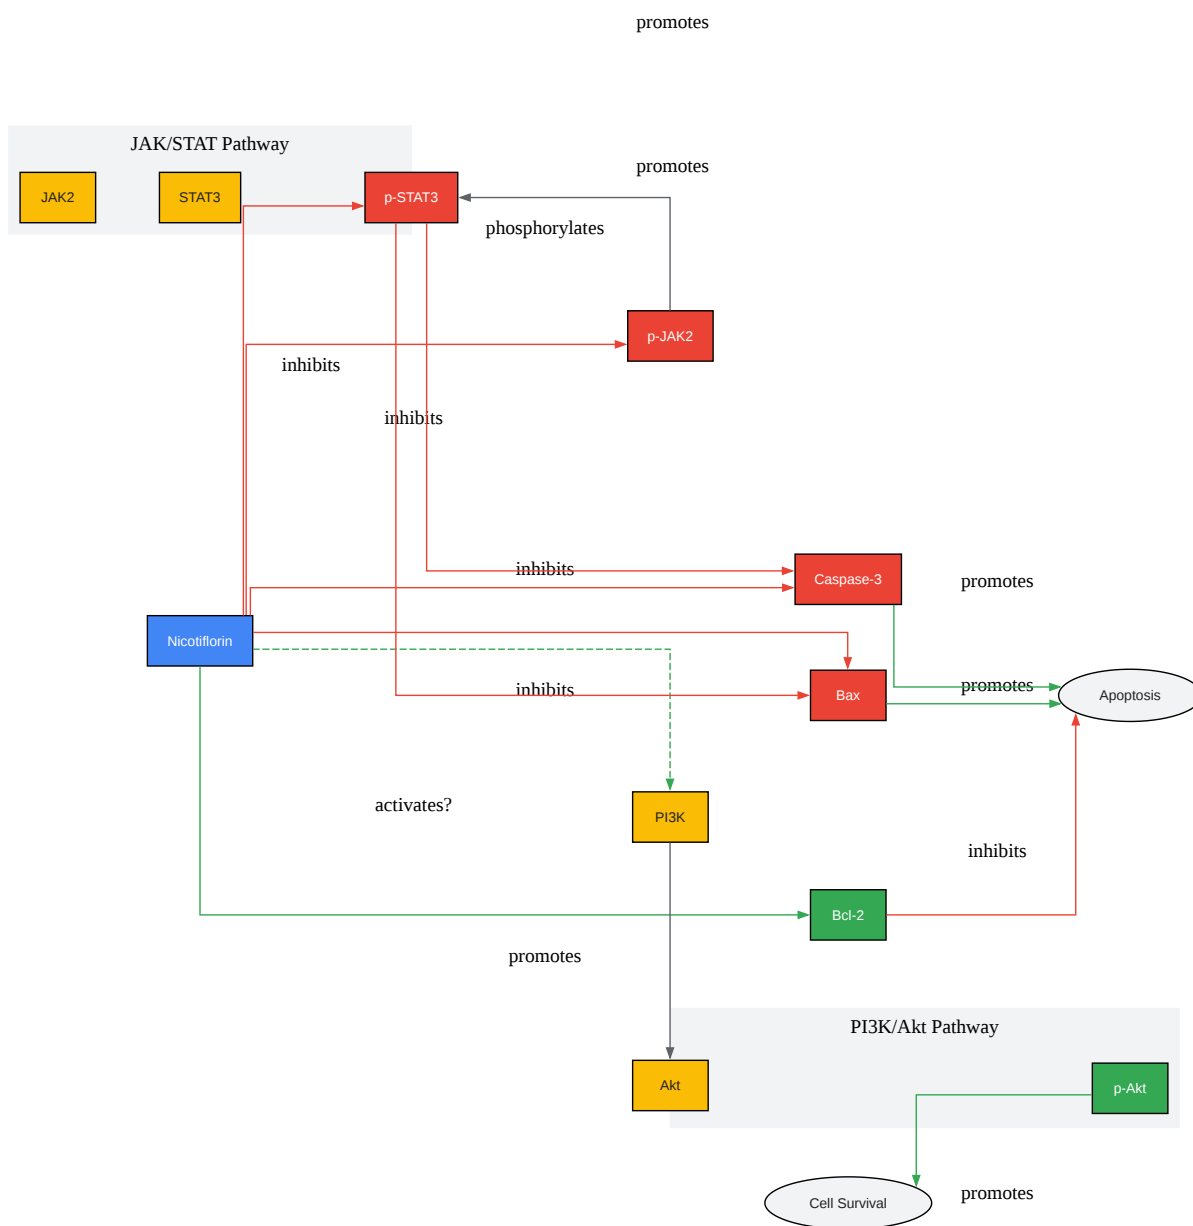 promotes
JAK/STAT Pathway
promotes
JAK2
STAT3
p-STAT3
phosphorylates
p-JAK2
inhibits
inhibits
inhibits
Caspase-3
promotes
Nicotiflorin
inhibits
Bax
promotes
Apoptosis
activates?
PI3K
inhibits
Bcl-2
promotes
PI3K/Akt Pathway
Akt
p-Akt
Cell Survival
promotes